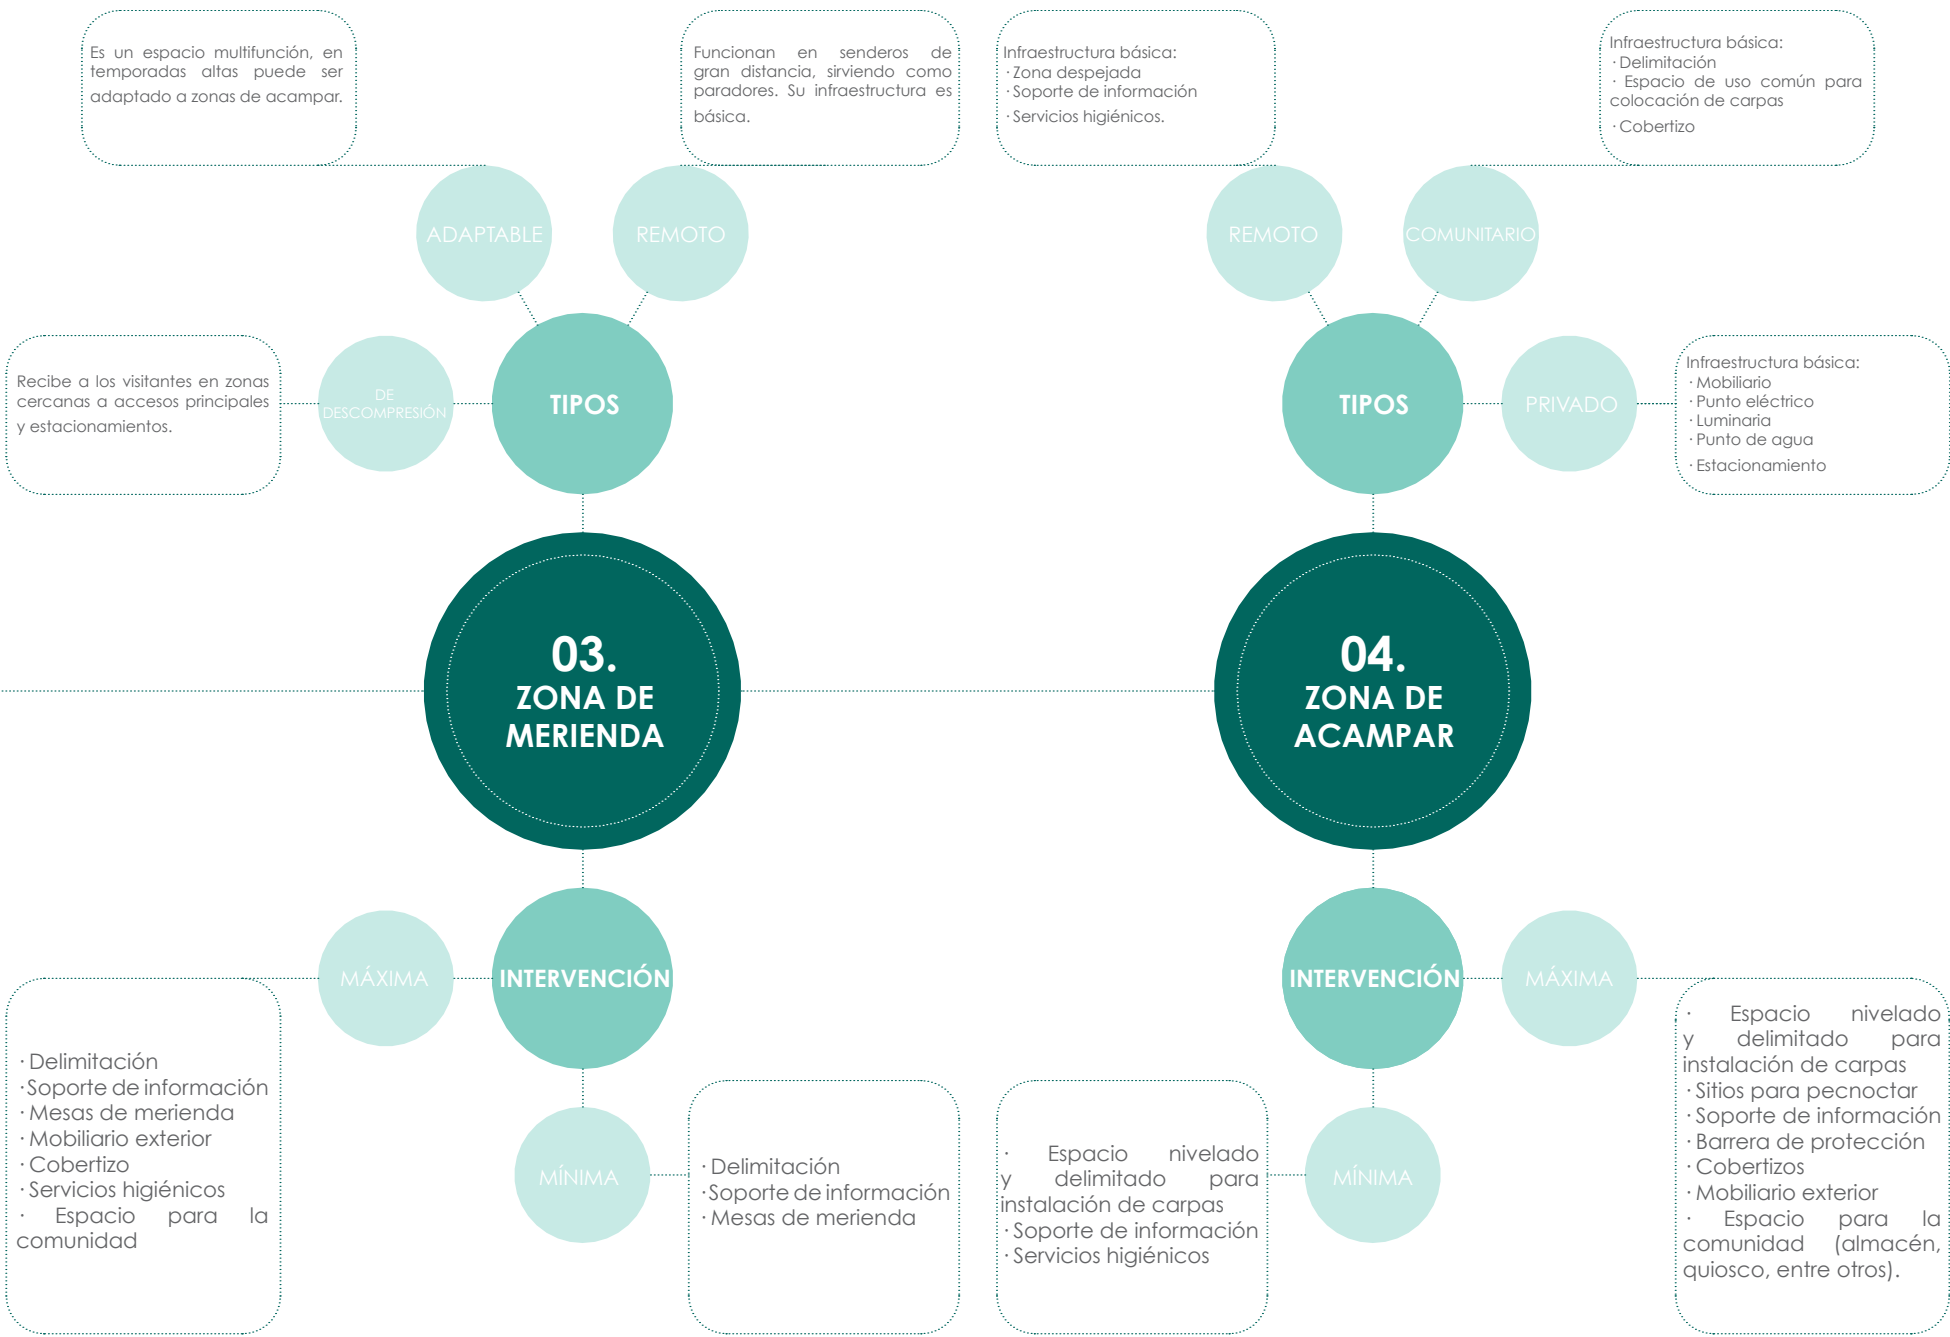 Es un espacio multifunción, en
temporadas altas puede ser
adaptado a zonas de acampar.
Funcionan en senderos de
gran distancia, sirviendo como
paradores. Su infraestructura es
básica.
ADAPTABLE
REMOTO
Recibe a los visitantes en zonas
cercanas a accesos principales
y estacionamientos.
DE
DESCOMPRESIÓN
TIPOS
03.
ZONA DE
MERIENDA
INTERVENCIÓN
MÁXIMA
· Delimitación
· Soporte de información
· Mesas de merienda
· Mobiliario exterior
· Cobertizo
· Servicios higiénicos
· Espacio para la
comunidad
MÍNIMA
· Delimitación
· Soporte de información
· Mesas de merienda
Infraestructura básica:
· Zona despejada
· Soporte de información
· Servicios higiénicos.
Infraestructura básica:
· Delimitación
· Espacio de uso común para
colocación de carpas
· Cobertizo
REMOTO
COMUNITARIO
TIPOS
PRIVADO
Infraestructura básica:
· Mobiliario
· Punto eléctrico
· Luminaria
· Punto de agua
· Estacionamiento
04.
ZONA DE
ACAMPAR
INTERVENCIÓN
MÁXIMA
· Espacio nivelado
y delimitado para
instalación de carpas
· Sitios para pecnoctar
· Soporte de información
· Barrera de protección
· Cobertizos
· Mobiliario exterior
· Espacio para la
comunidad (almacén,
quiosco, entre otros).
MÍNIMA
· Espacio nivelado
y delimitado para
instalación de carpas
· Soporte de información
· Servicios higiénicos